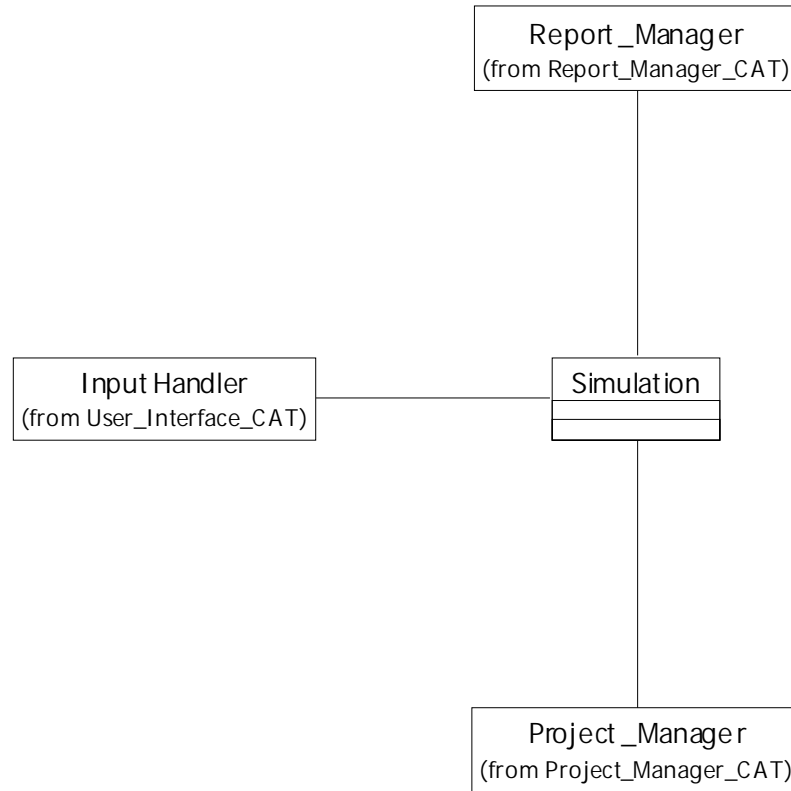 Report_Manager
(from Report_Manager_CAT)
Input Handler
(from User_Interface_CAT)
Simulation
Project_Manager
(from Project_Manager_CAT)